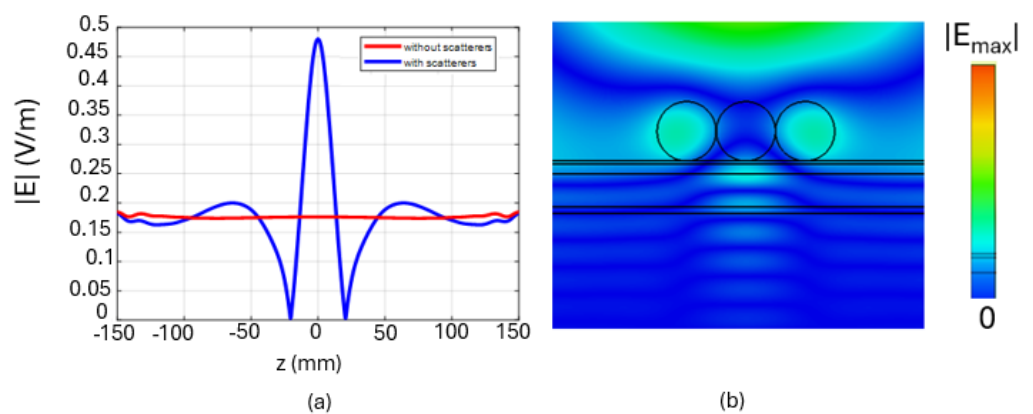 0.5
0.45
0.4
0.35
0.3
0.25
0.2
0.15
0.1
0.05
0
-150 -100 -50 0 50 100 150
|E| (V/m)
z (mm)
without scatterers
with scatterers
(a)
|Emax|
0
(b)